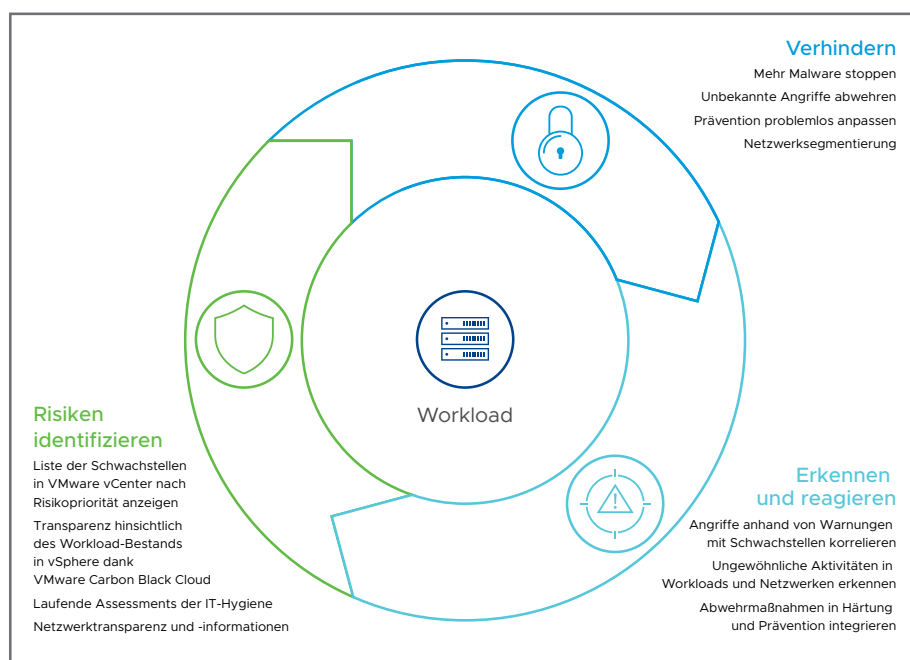 Verhindern
Mehr Malware stoppen
Unbekannte Angriffe abwehren
Prävention problemlos anpassen
Netzwerksegmentierung
Workload
Risiken
identifizieren
Liste der Schwachstellen
in VMware vCenter nach
Risikopriorität anzeigen
Transparenz hinsichtlich
des Workload-Bestands
in vSphere dank
VMware Carbon Black Cloud
Laufende Assessments der IT-Hygiene
Netzwerktransparenz und -informationen
Erkennen
und reagieren
Angriffe anhand von Warnungen
mit Schwachstellen korrelieren
Ungewöhnliche Aktivitäten in
Workloads und Netzwerken erkennen
Abwehrmaßnahmen in Härtung
und Prävention integrieren